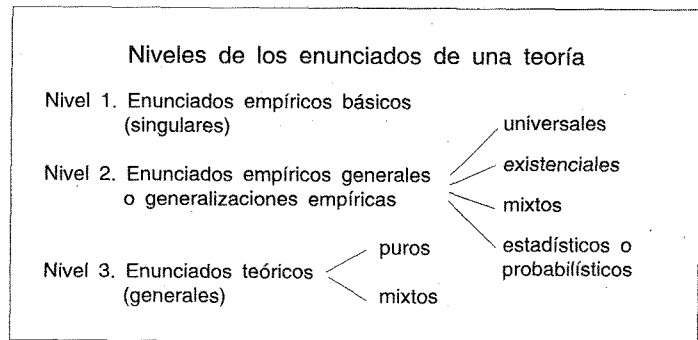 Niveles de los enunciados de una teoría
Nivel 1. Enunciados empíricos básicos
(singulares)
universales
Nivel 2. Enunciados empíricos generales
o generalizaciones empíricas
existenciales
mixtos
estadísticos o
probabilísticos
Nivel 3. Enunciados teóricos
(generales)
puros
mixtos